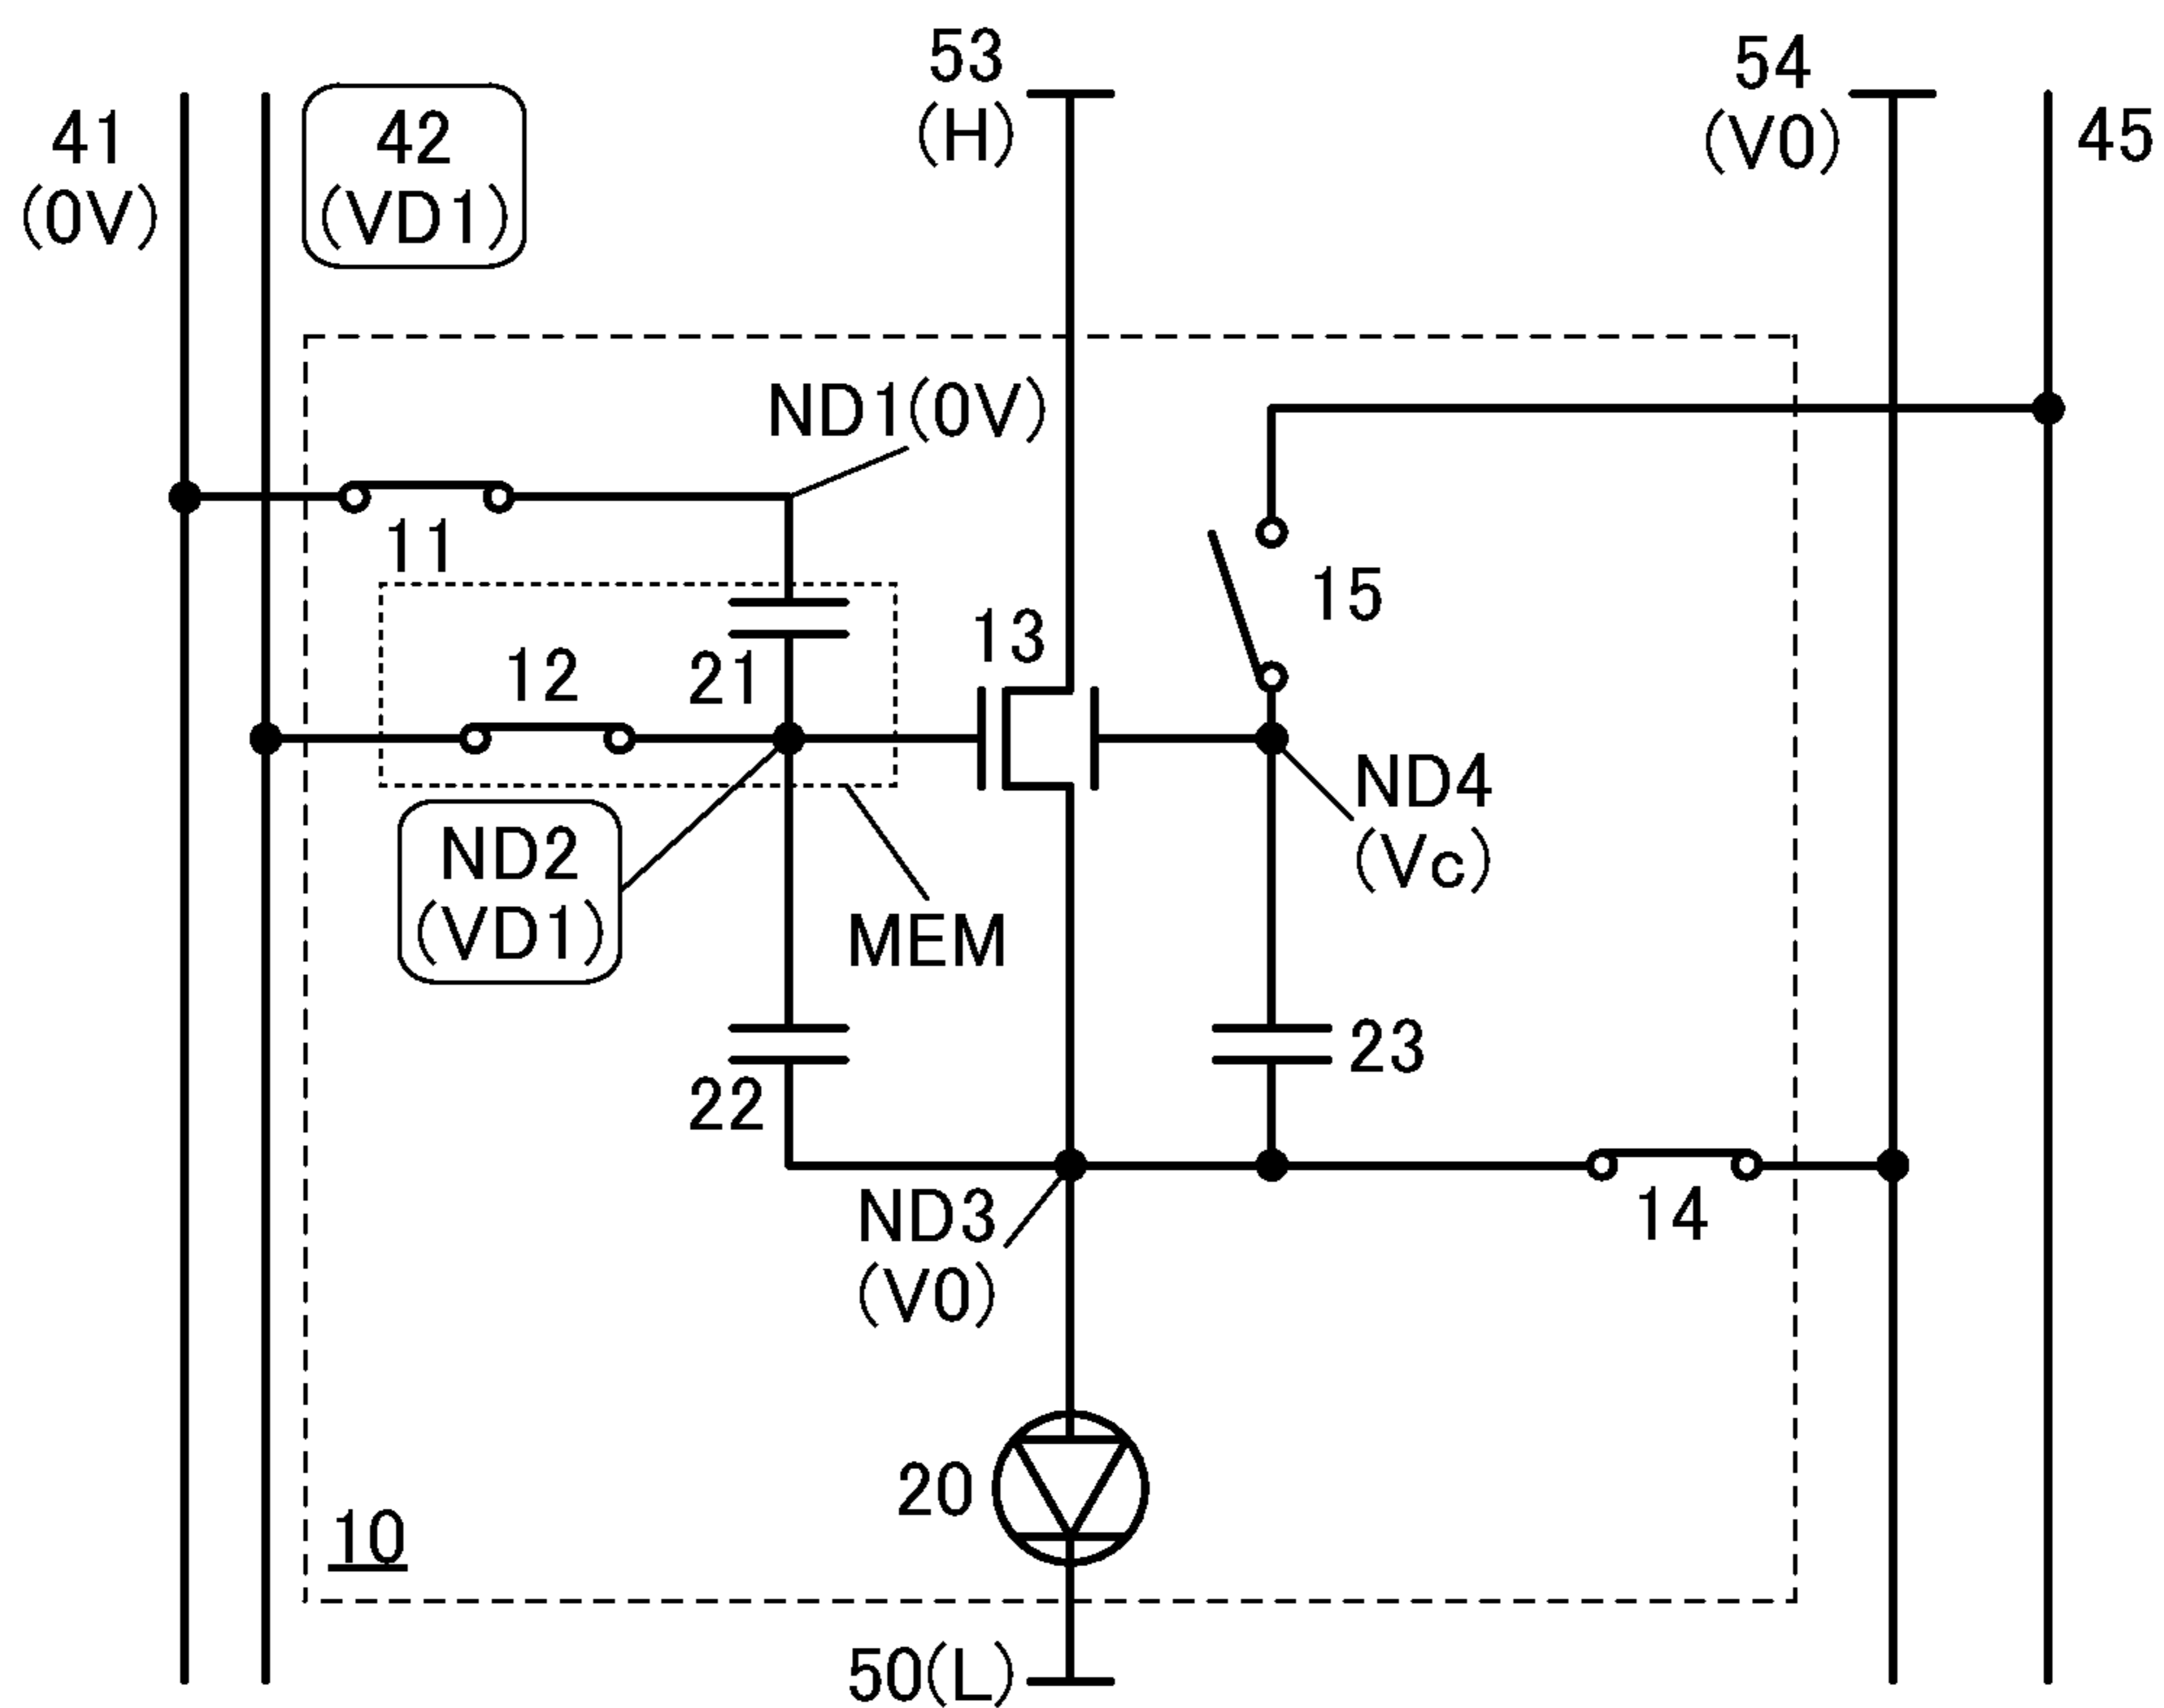 53
(H)
54
(V0)
41
(0V)
42
(VD1)
45
ND1(0V)
11
15
13
12
21
ND4
(Vc)
ND2
(VD1)
MEM
23
22
ND3
(V0)
14
20
10
50(L)